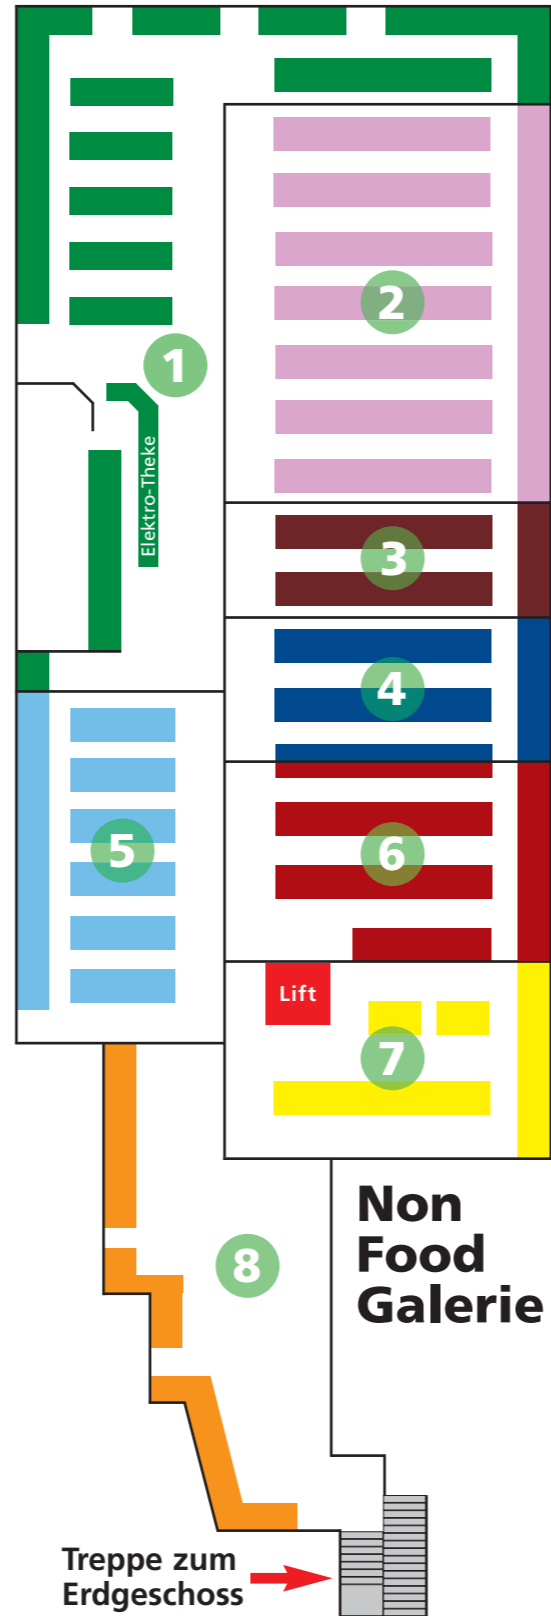 2
1
Elektro-Theke
3
4
5
6
Lift
7
Non
Food
Galerie
8
Treppe zum
Erdgeschoss